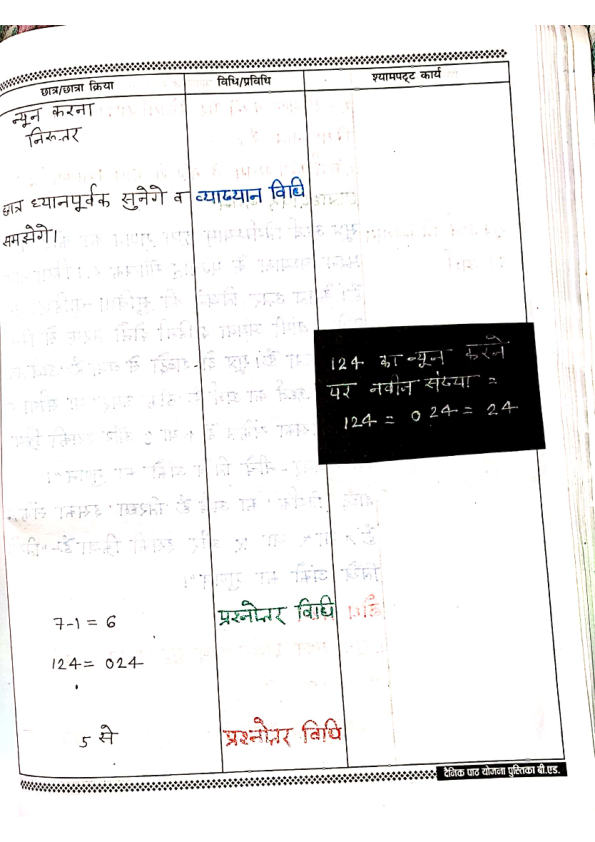 छात्र/छात्रा क्रिया
विधि/प्रविधि
श्यामपट्ट कार्य
न्यून करना
निरूत्तर
छात्र ध्यानपूर्वक सुनेगे व
समझेगे।
व्याख्यान विधि
124 का न्यून करने
पर नवीन संख्या =
124 = 024 = 24
7-1 = 6
124 = 024
प्रश्नोत्तर विधि
5 से
प्रश्नोत्तर विधि
दैनिक पाठ योजना पुस्तिका बी.एड.